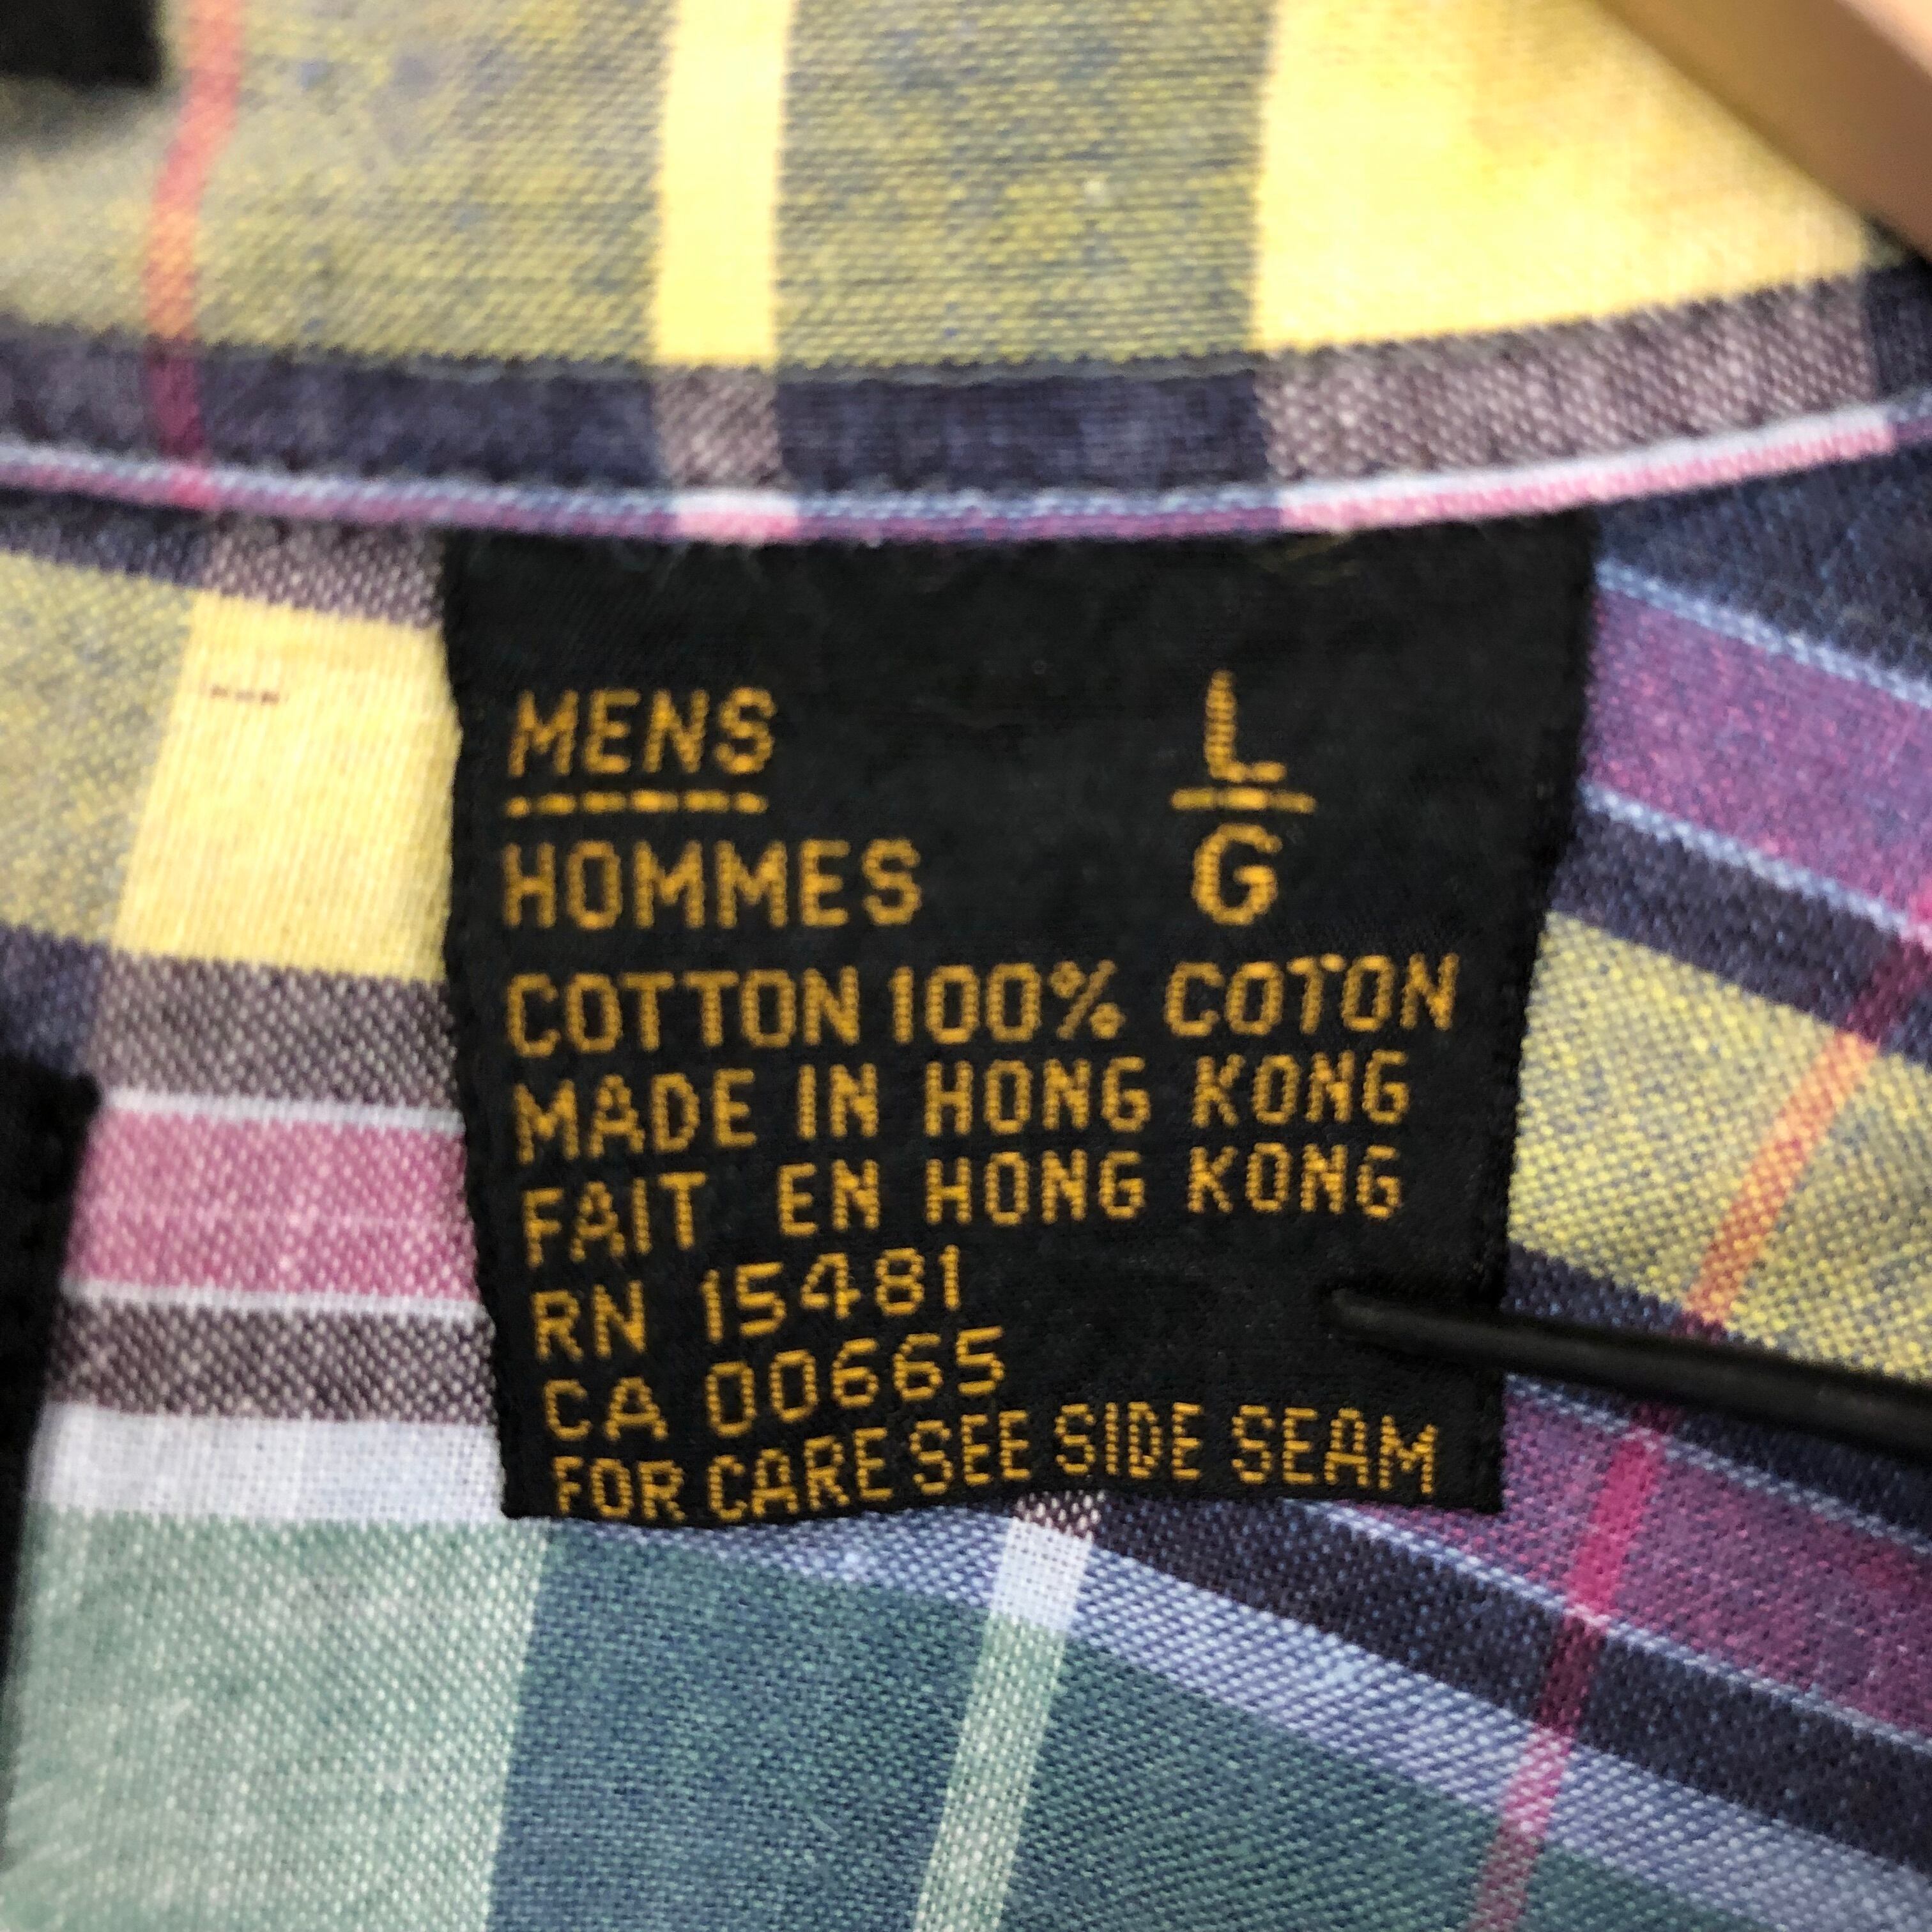 MENS L
HOMMES G
COTTON 100% COTON
MADE IN HONG KONG
FAIT EN HONG KONG
RN 15481
CA 00665
FOR CARE SEE SIDE SEAM